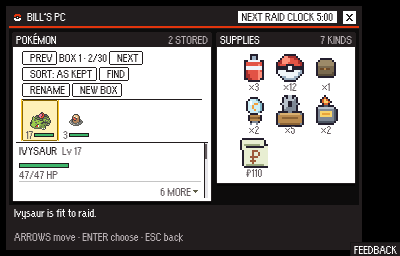 BILL'S PC
NEXT RAID CLOCK 5:00 X
POKÉMON 2 STORED
PREV BOX 1 · 2/30 NEXT
SORT: AS KEPT FIND
RENAME NEW BOX
17 3
IVYSAUR Lv 17
47/47 HP
6 MORE
SUPPLIES 7 KINDS
×3 ×12 ×1
×2 ×5 ×2
₽110
Ivysaur is fit to raid.
ARROWS move · ENTER choose · ESC back
FEEDBACK